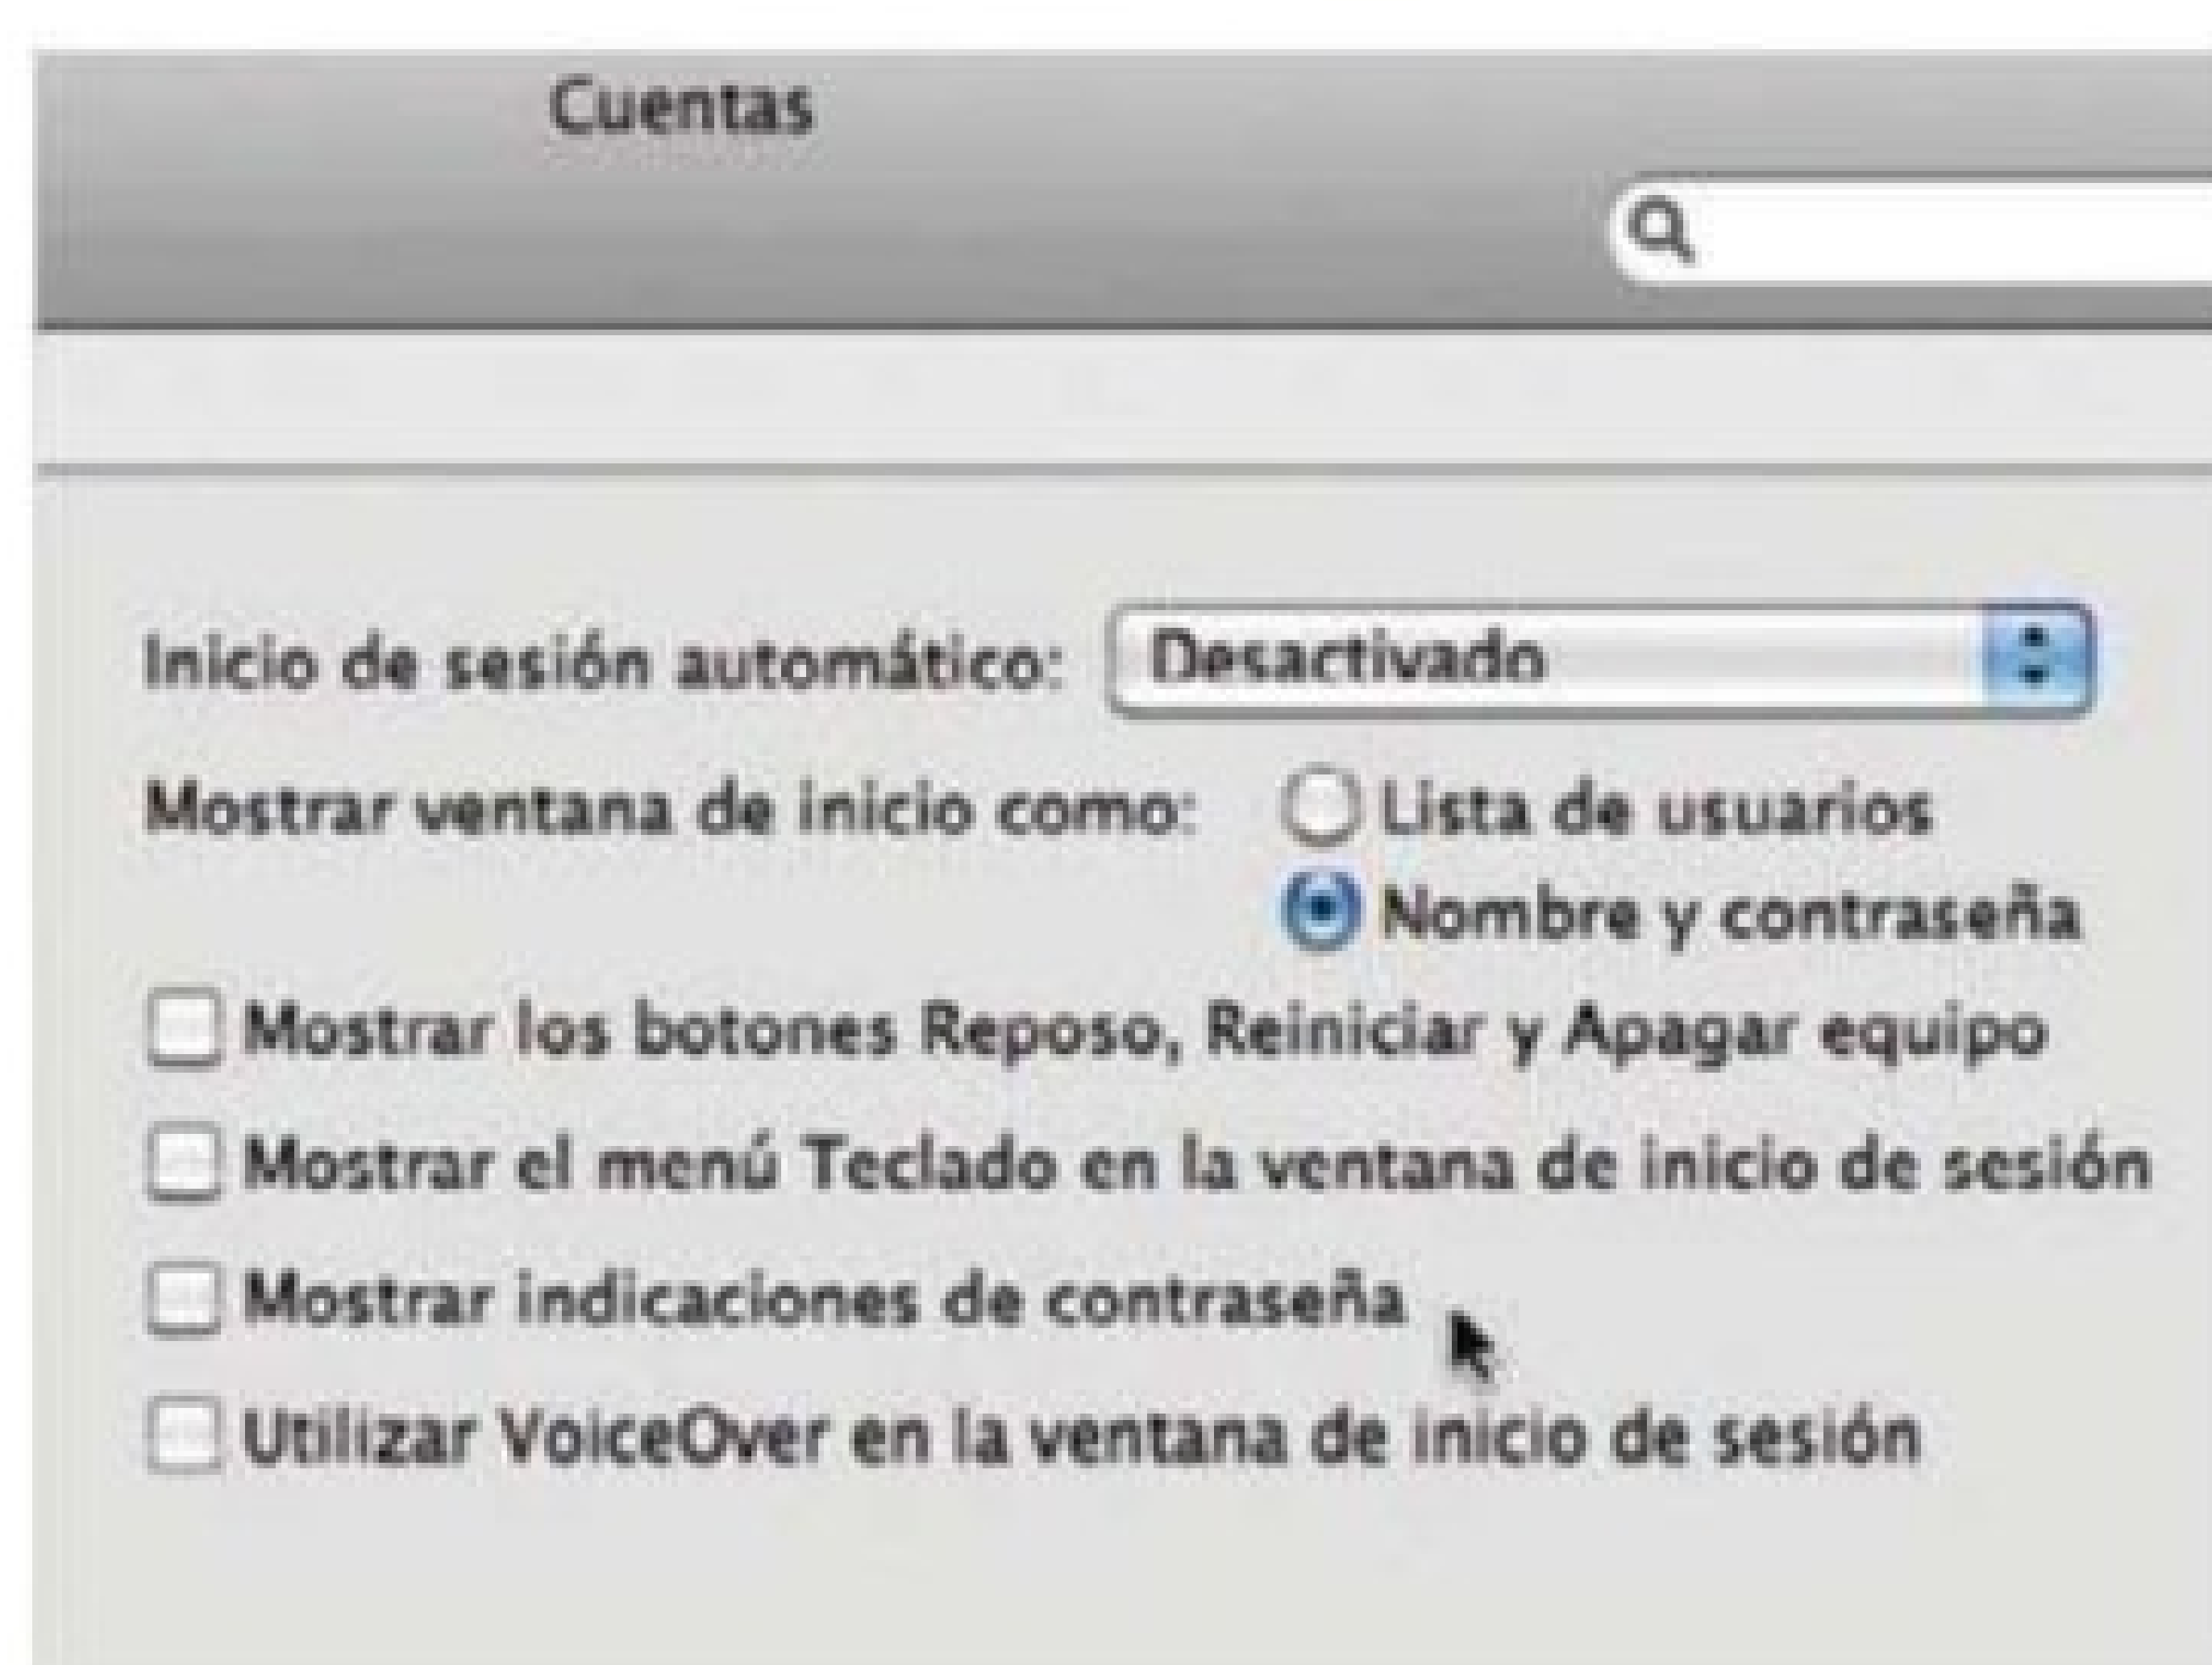 Cuentas
Inicio de sesión automático: Desactivado
Mostrar ventana de inicio como: Lista de usuarios
Nombre y contraseña
Mostrar los botones Reposo, Reiniciar y Apagar equipo
Mostrar el menú Teclado en la ventana de inicio de sesión
Mostrar indicaciones de contraseña
Utilizar VoiceOver en la ventana de inicio de sesión